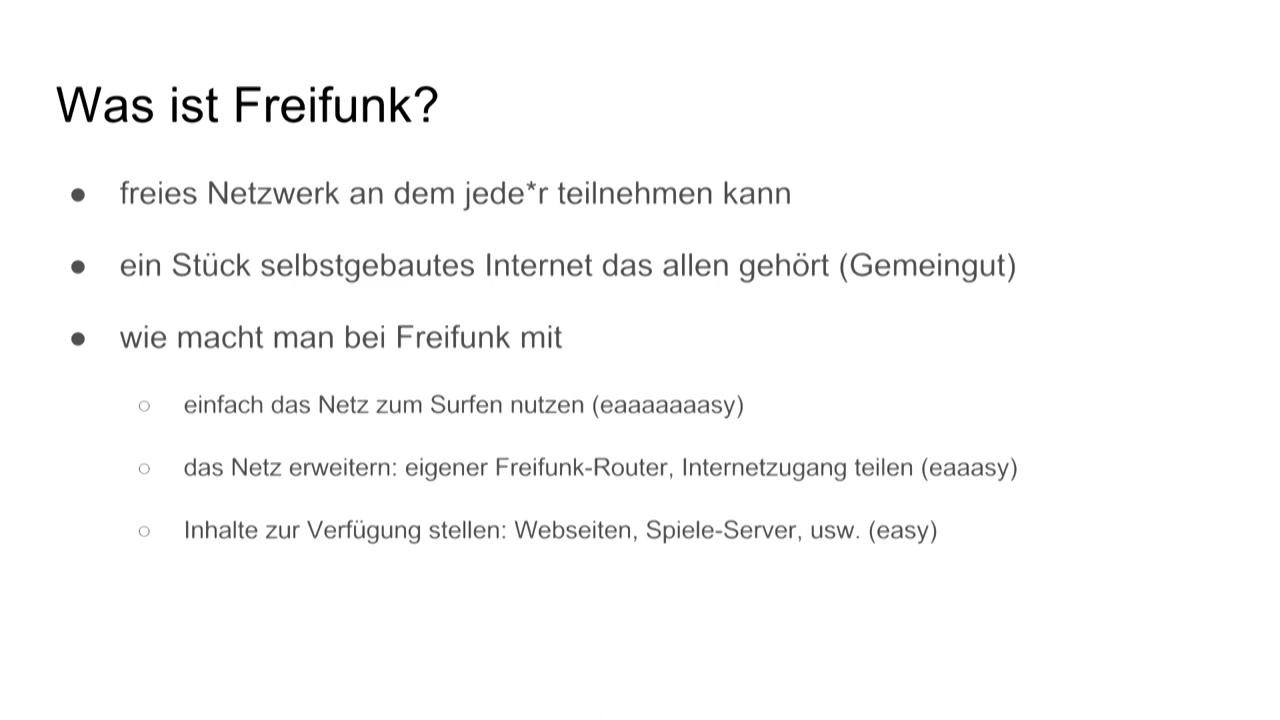 Was ist Freifunk?
● freies Netzwerk an dem jede*r teilnehmen kann
● ein Stück selbstgebautes Internet das allen gehört (Gemeingut)
● wie macht man bei Freifunk mit
○ einfach das Netz zum Surfen nutzen (eaaaaaaasy)
○ das Netz erweitern: eigener Freifunk-Router, Internetzugang teilen (eaaasy)
○ Inhalte zur Verfügung stellen: Webseiten, Spiele-Server, usw. (easy)